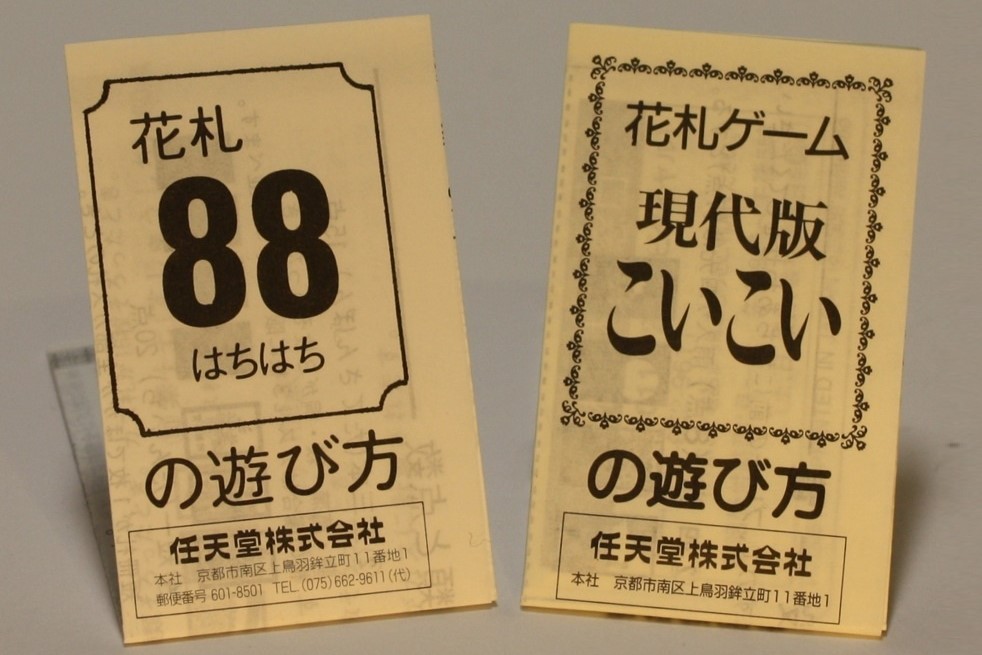 花札
88
はちはち
の遊び方
任天堂株式会社
本社 京都市南区上鳥羽鉾立町11番地1
郵便番号 601-8501 TEL.(075)662-9611(代)
花札ゲーム
現代版
こいこい
の遊び方
任天堂株式会社
本社 京都市南区上鳥羽鉾立町11番地1